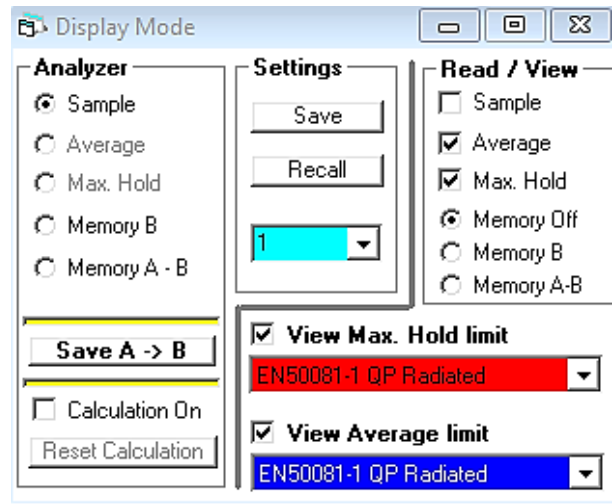 Display Mode
Analyzer
Sample
Average
Max. Hold
Memory B
Memory A - B
Save A -> B
Calculation On
Reset Calculation
Settings
Save
Recall
1
Read / View
Sample
Average
Max. Hold
Memory Off
Memory B
Memory A-B
View Max. Hold limit
EN50081-1 QP Radiated
View Average limit
EN50081-1 QP Radiated